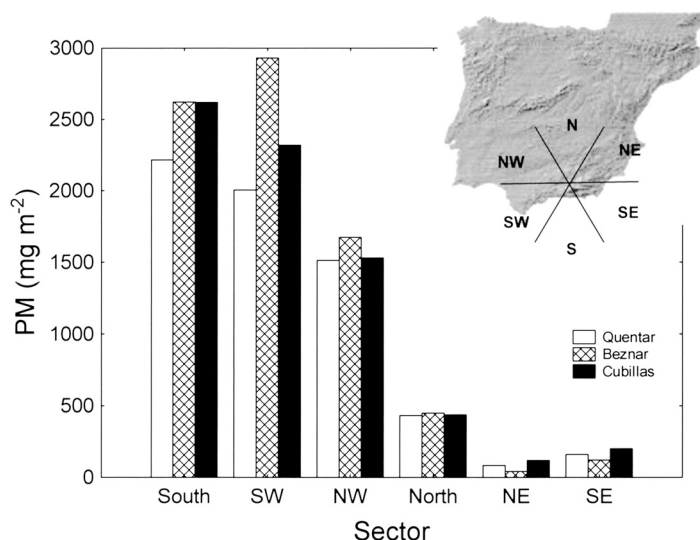 3000
2500
2000
1500
1000
500
0
PM (mg m⁻²)
South SW NW North NE SE
Sector
N
NW NE
SW SE
S
Quentar
Beznar
Cubillas